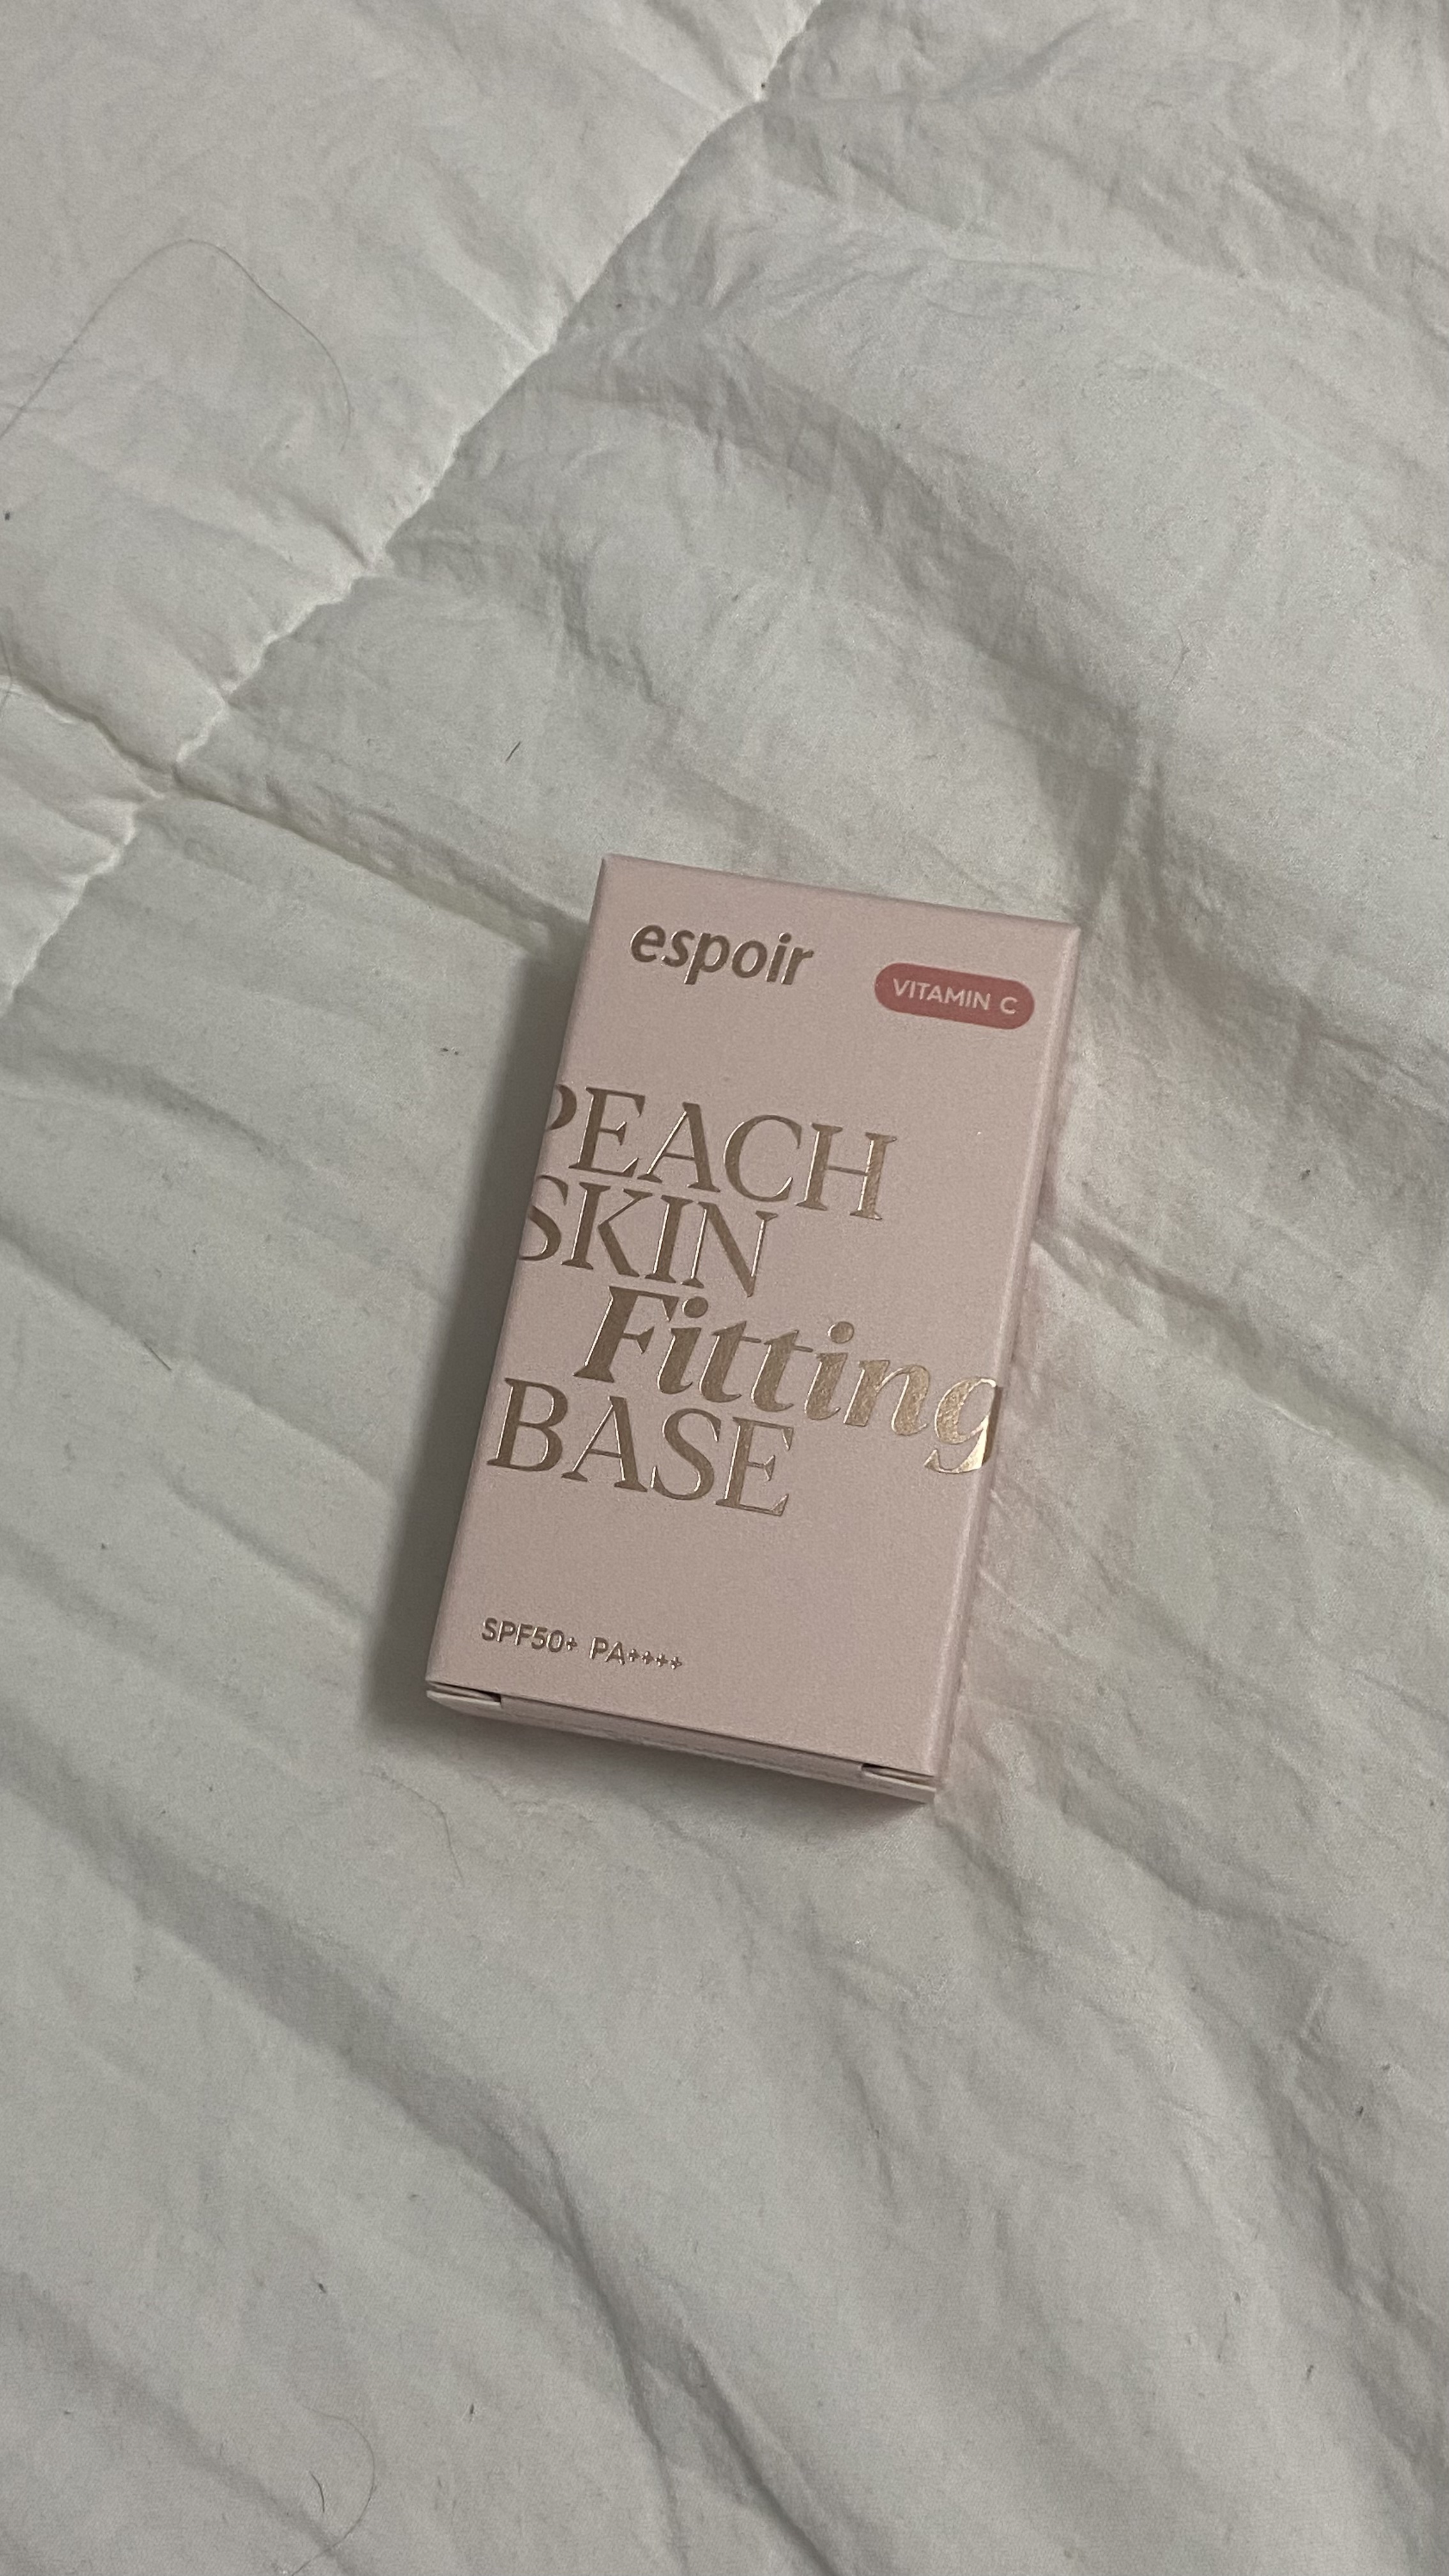 espoir
VITAMIN C
PEACH
SKIN
Fitting
BASE
SPF50+ PA++++